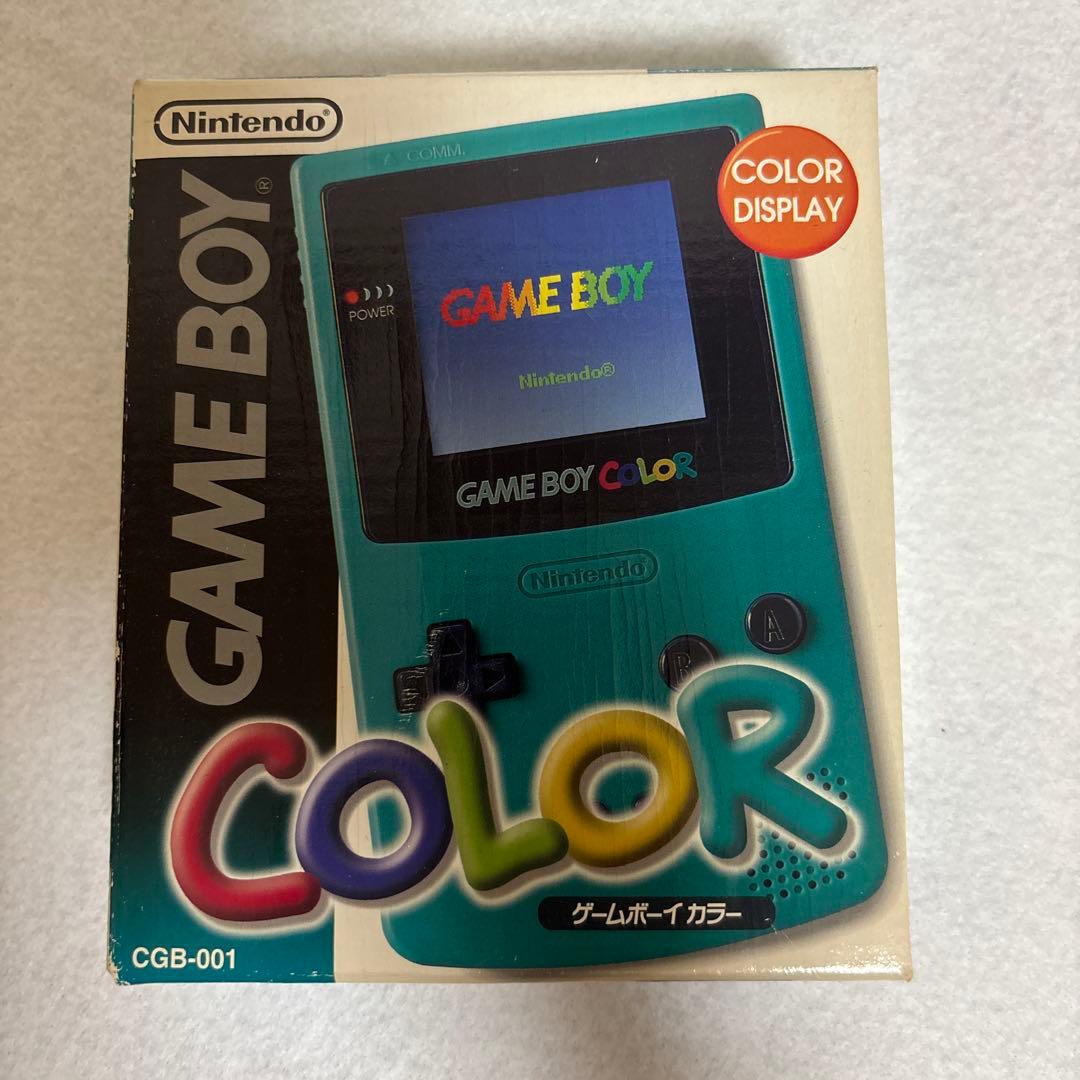 Nintendo®
GAME BOY®
COMM.
COLOR
DISPLAY
POWER
GAME BOY
Nintendo®
GAME BOY COLOR
Nintendo
A
B
COLOR
ゲームボーイカラー
CGB-001